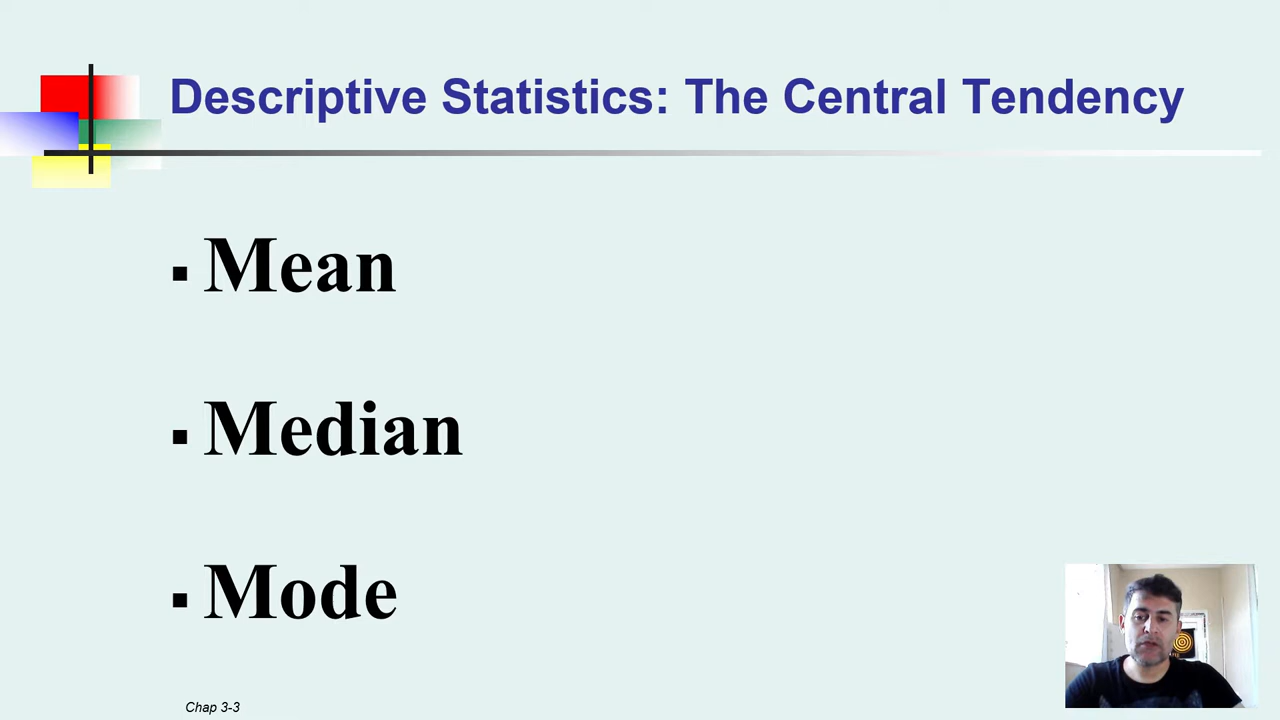 Descriptive Statistics: The Central Tendency
▪ Mean
▪ Median
▪ Mode
Chap 3-3